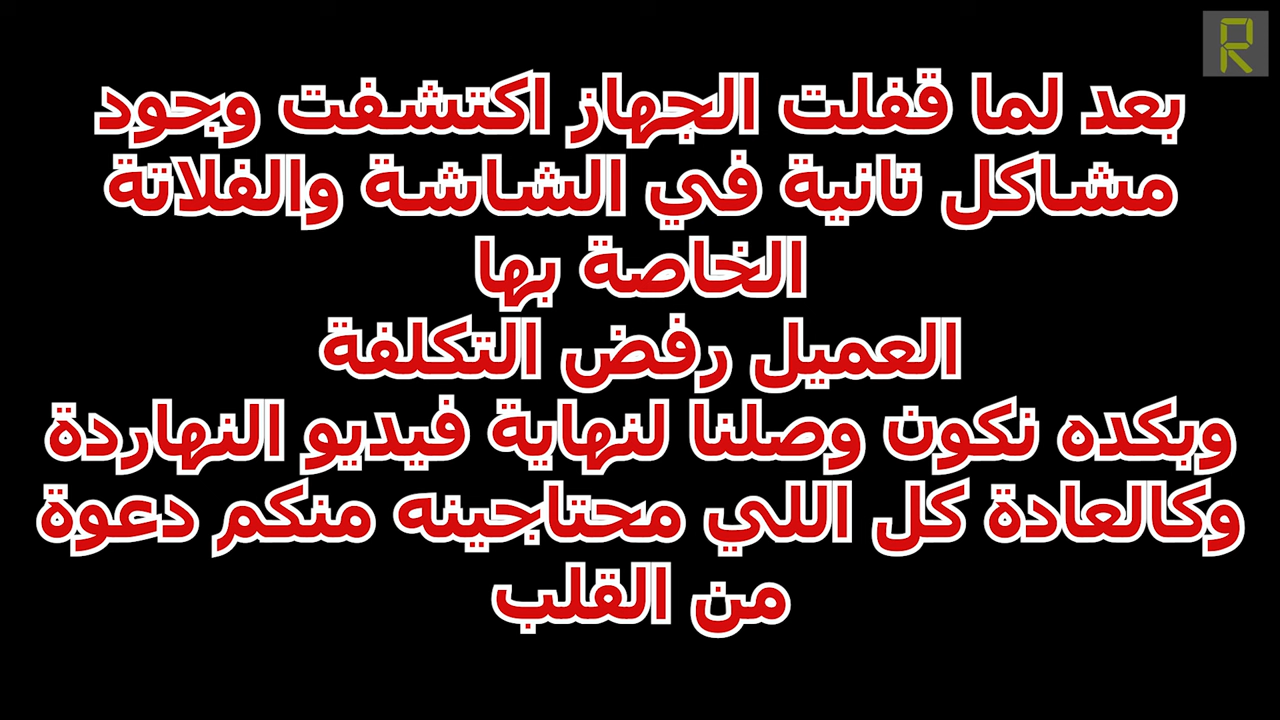 R
بعد لما قفلت الجهاز اكتشفت وجود
مشاكل تانية في الشاشة والفلاتة
الخاصة بها
العميل رفض التكلفة
وبكده نكون وصلنا لنهاية فيديو النهاردة
وكالعادة كل اللي محتاجينه منكم دعوة
من القلب